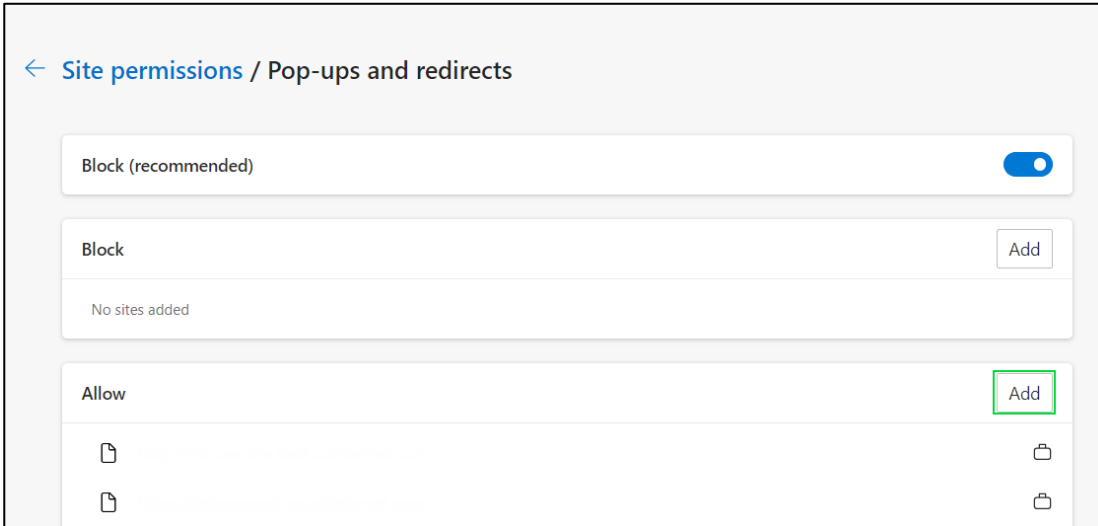 Site permissions / Pop-ups and redirects
Block (recommended)
Block
Add
No sites added
Allow
Add